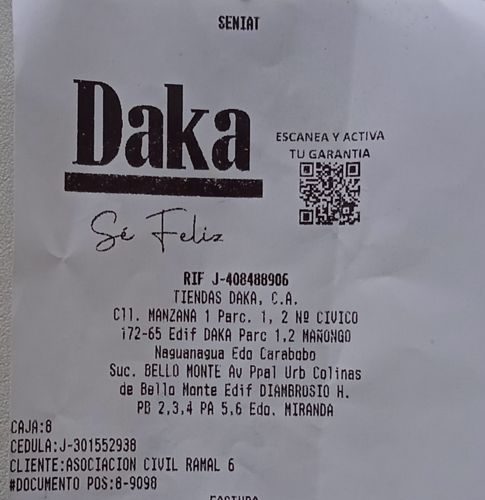 SENIAT
Daka
ESCANEA Y ACTIVA
TU GARANTIA
Sé Feliz
RIF J-408488906
TIENDAS DAKA, C.A.
Cll. MANZANA 1 Parc. 1, 2 Nº CIVICO
172-65 Edif DAKA Parc 1,2 MAÑONGO
Naguanagua Edo Carabobo
Suc. BELLO MONTE Av Ppal Urb Colinas
de Bello Monte Edif DIAMBROSIO H.
PB 2,3,4 PA 5,6 Edo. MIRANDA
CAJA:8
CEDULA:J-301552938
CLIENTE:ASOCIACION CIVIL RAMAL 6
#DOCUMENTO POS:8-9098
FACTURA